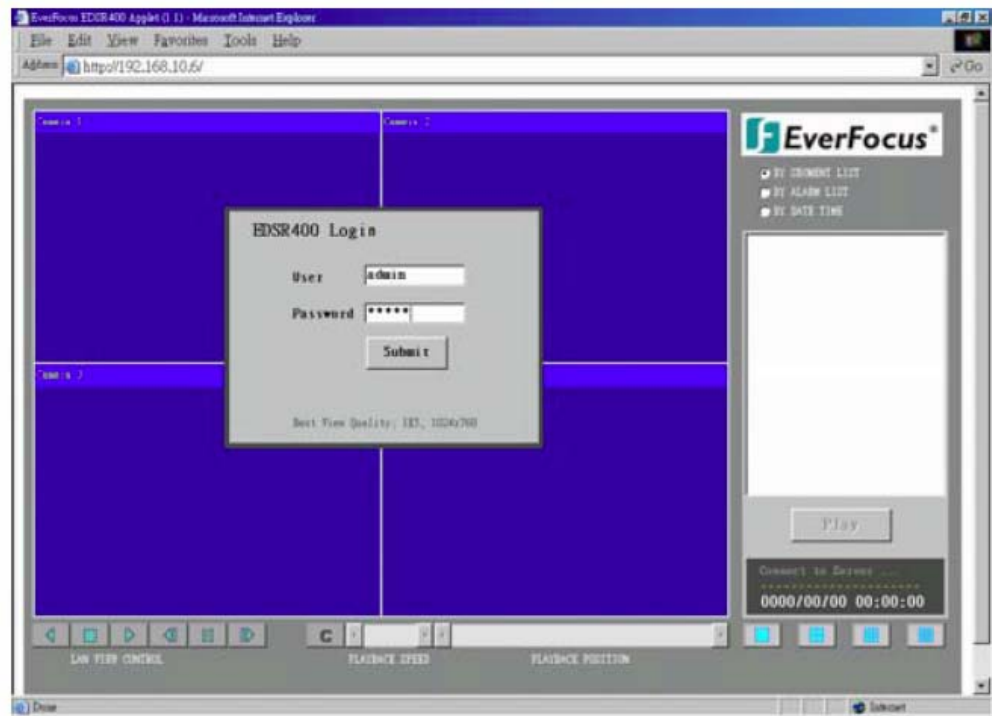 EverFocus EDSR400 Applet (1.1) - Microsoft Internet Explorer
File Edit View Favorites Tools Help
Address http://192.168.10.6/ Go
Camera 1 Camera 2
EverFocus®
BY SEGMENT LIST
BY ALARM LIST
BY DATE TIME
EDSR400 Login
User admin
Password *****
Submit
Camera 3
Best View Quality: IE5, 1024x768
Play
Connect to Server ...
0000/00/00 00:00:00
C
LAN VIEW CONTROL PLAYBACK SPEED PLAYBACK POSITION
Done Internet